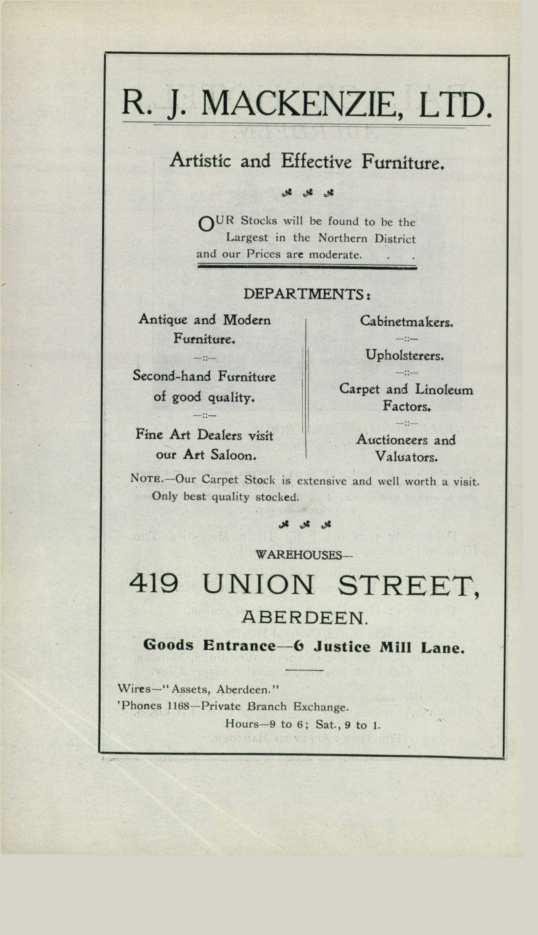 R. J. MACKENZIE, LTD.
Artistic and Effective Furniture.
OUR Stocks will be found to be the
Largest in the Northern District
and our Prices are moderate. . .
DEPARTMENTS:
Antique and Modern
Furniture.
—::—
Second-hand Furniture
of good quality.
—::—
Fine Art Dealers visit
our Art Saloon.
Cabinetmakers.
—::—
Upholsterers.
—::—
Carpet and Linoleum
Factors.
—::—
Auctioneers and
Valuators.
NOTE.—Our Carpet Stock is extensive and well worth a visit.
Only best quality stocked.
WAREHOUSES—
419 UNION STREET,
ABERDEEN.
Goods Entrance—6 Justice Mill Lane.
Wires—"Assets, Aberdeen."
'Phones 1168—Private Branch Exchange.
Hours—9 to 6; Sat., 9 to 1.